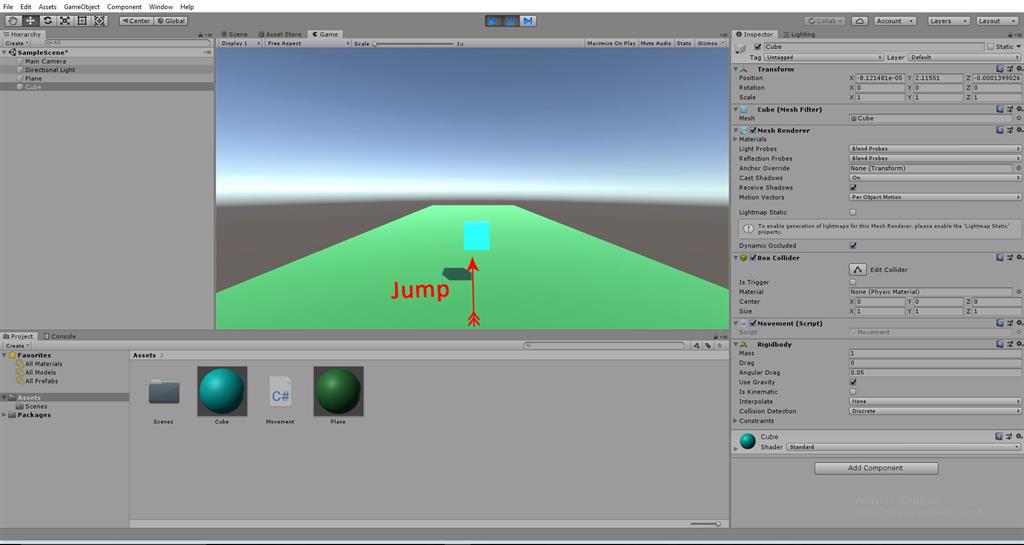 File Edit Assets GameObject Component Window Help
Center Global
Collab Account Layers Layout
Hierarchy
Create All
SampleScene*
Main Camera
Directional Light
Plane
Cube
Scene Asset Store Game
Display 1 Free Aspect Scale 1x Maximize On Play Mute Audio Stats Gizmos
Jump
Inspector Lighting
Cube Static
Tag Untagged Layer Default
Transform
Position X -8.121481e-05 Y 2.11551 Z -0.0001399026
Rotation X 0 Y 0 Z 0
Scale X 1 Y 1 Z 1
Cube (Mesh Filter)
Mesh Cube
Mesh Renderer
Materials
Light Probes Blend Probes
Reflection Probes Blend Probes
Anchor Override None (Transform)
Cast Shadows On
Receive Shadows
Motion Vectors Per Object Motion
Lightmap Static
To enable generation of lightmaps for this Mesh Renderer, please enable the 'Lightmap Static'
property.
Dynamic Occluded
Box Collider
Edit Collider
Is Trigger
Material None (Physic Material)
Center X 0 Y 0 Z 0
Size X 1 Y 1 Z 1
Movement (Script)
Script Movement
Rigidbody
Mass 1
Drag 0
Angular Drag 0.05
Use Gravity
Is Kinematic
Interpolate None
Collision Detection Discrete
Constraints
Cube
Shader Standard
Add Component
Project Console
Create
Favorites
All Materials
All Models
All Prefabs
Assets
Scenes
Packages
Assets
C#
Scenes Cube Movement Plane
Activate Windows